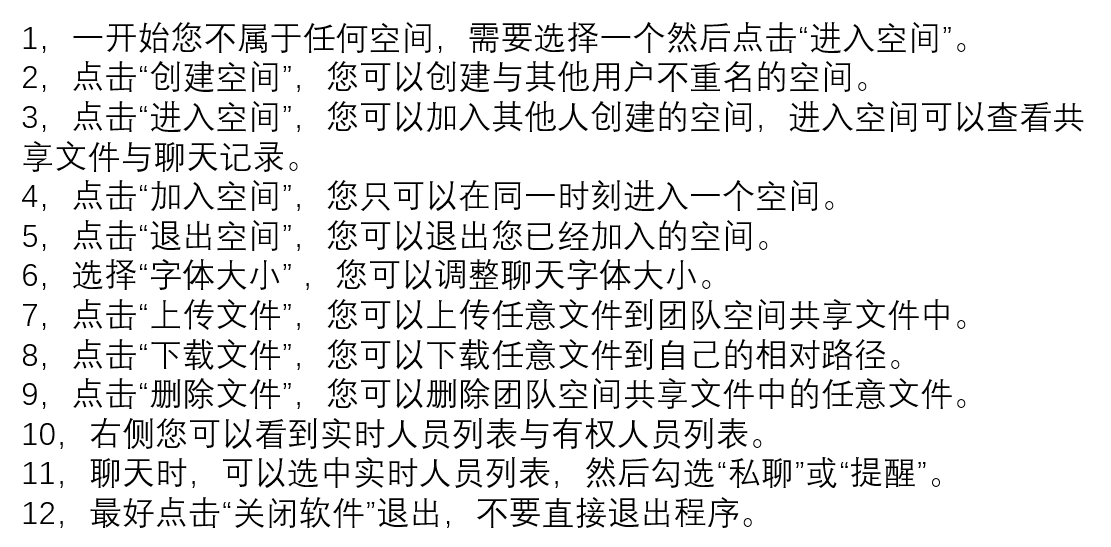 1，一开始您不属于任何空间，需要选择一个然后点击“进入空间”。
2，点击“创建空间”，您可以创建与其他用户不重名的空间。
3，点击“进入空间”，您可以加入其他人创建的空间，进入空间可以查看共
享文件与聊天记录。
4，点击“加入空间”，您只可以在同一时刻进入一个空间。
5，点击“退出空间”，您可以退出您已经加入的空间。
6，选择“字体大小” ，您可以调整聊天字体大小。
7，点击“上传文件”，您可以上传任意文件到团队空间共享文件中。
8，点击“下载文件”，您可以下载任意文件到自己的相对路径。
9，点击“删除文件”，您可以删除团队空间共享文件中的任意文件。
10，右侧您可以看到实时人员列表与有权人员列表。
11，聊天时，可以选中实时人员列表，然后勾选“私聊”或“提醒”。
12，最好点击“关闭软件”退出，不要直接退出程序。